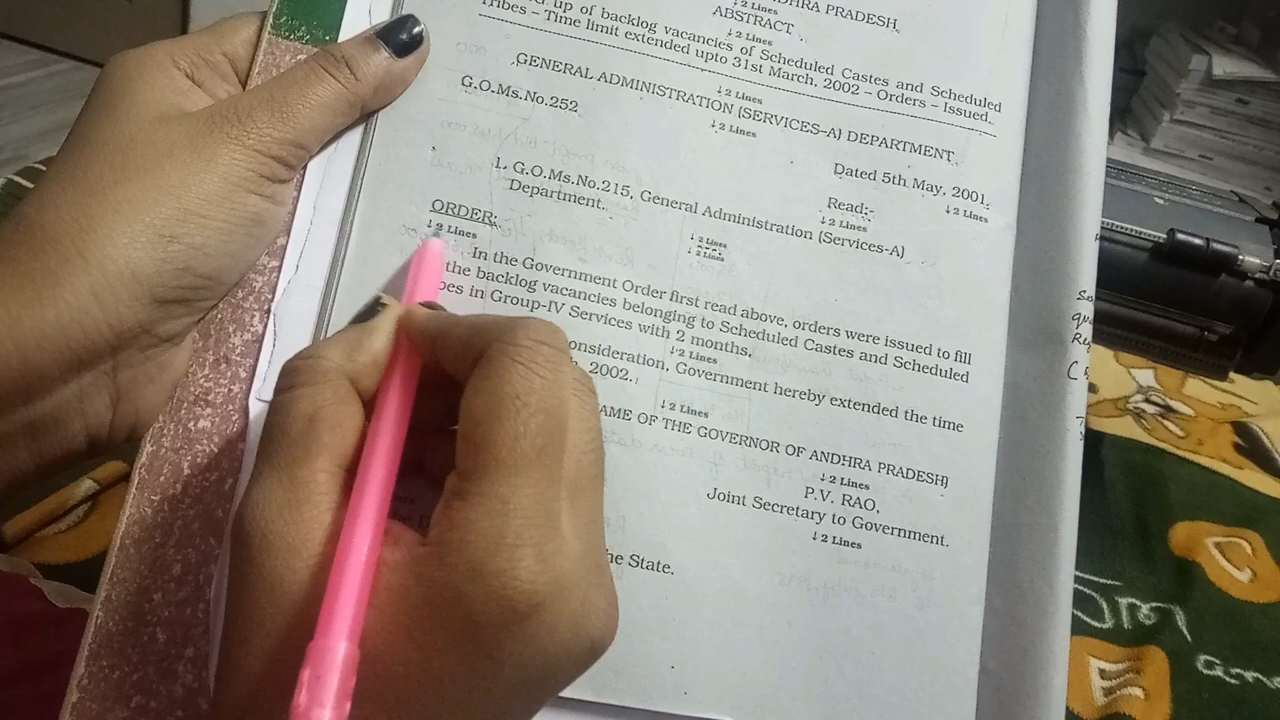 DHRA PRADESH
↓2 Lines
ABSTRACT
↓2 Lines
up of backlog vacancies of Scheduled Castes and Scheduled
Tribes – Time limit extended upto 31st March, 2002 – Orders – Issued.
↓2 Lines
GENERAL ADMINISTRATION (SERVICES-A) DEPARTMENT
↓2 Lines
G.O.Ms.No.252
Dated 5th May, 2001.
↓2 Lines
Read:-
↓2 Lines
1. G.O.Ms.No.215, General Administration (Services-A)
Department.
↓2 Lines
↓2 Lines
ORDER:
↓2 Lines
In the Government Order first read above, orders were issued to fill
the backlog vacancies belonging to Scheduled Castes and Scheduled
bes in Group-IV Services with 2 months.
↓2 Lines
onsideration, Government hereby extended the time
2002.
↓2 Lines
AME OF THE GOVERNOR OF ANDHRA PRADESH)
↓2 Lines
P.V. RAO,
Joint Secretary to Government.
↓2 Lines
he State.
C
E